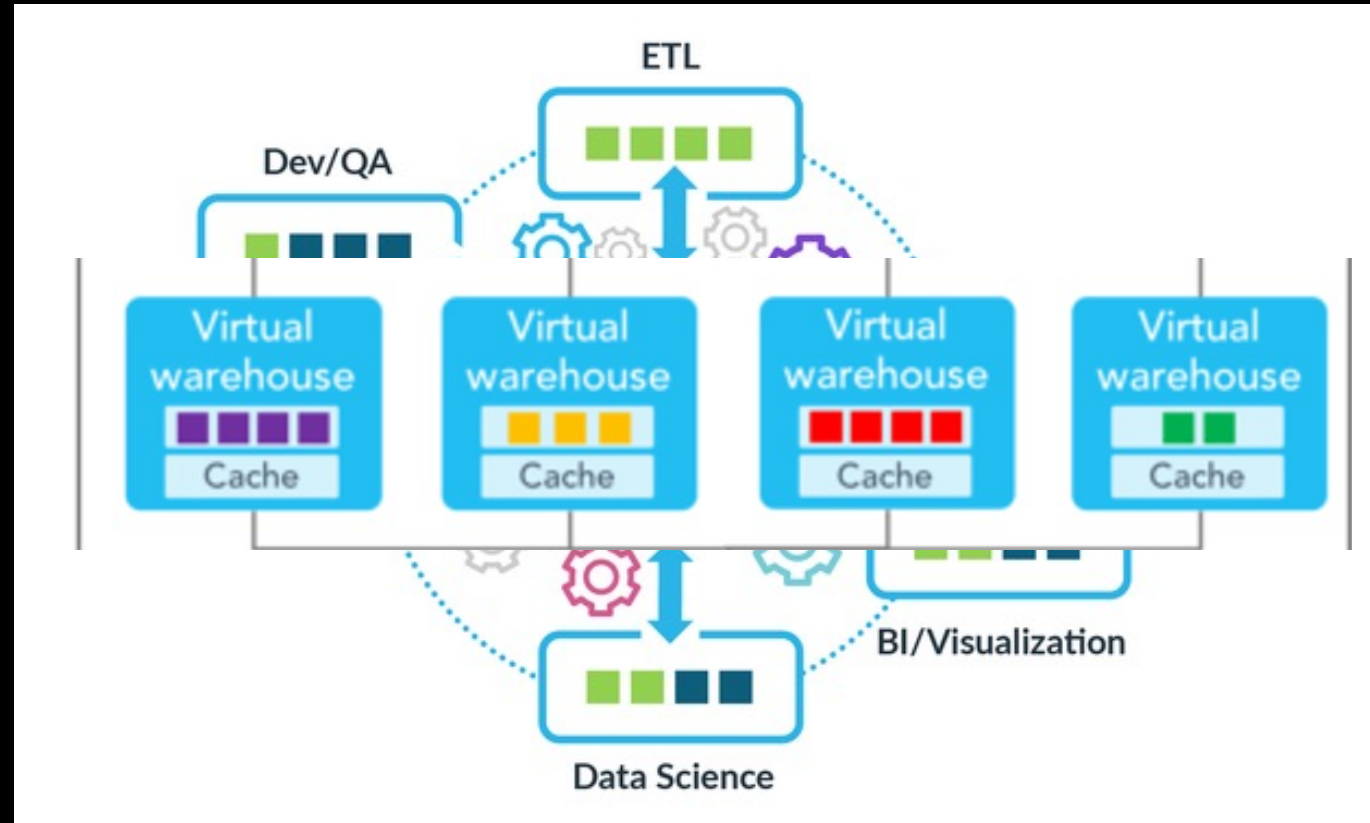 ETL
Dev/QA
Virtual
warehouse
Cache
Virtual
warehouse
Cache
Virtual
warehouse
Cache
Virtual
warehouse
Cache
BI/Visualization
Data Science